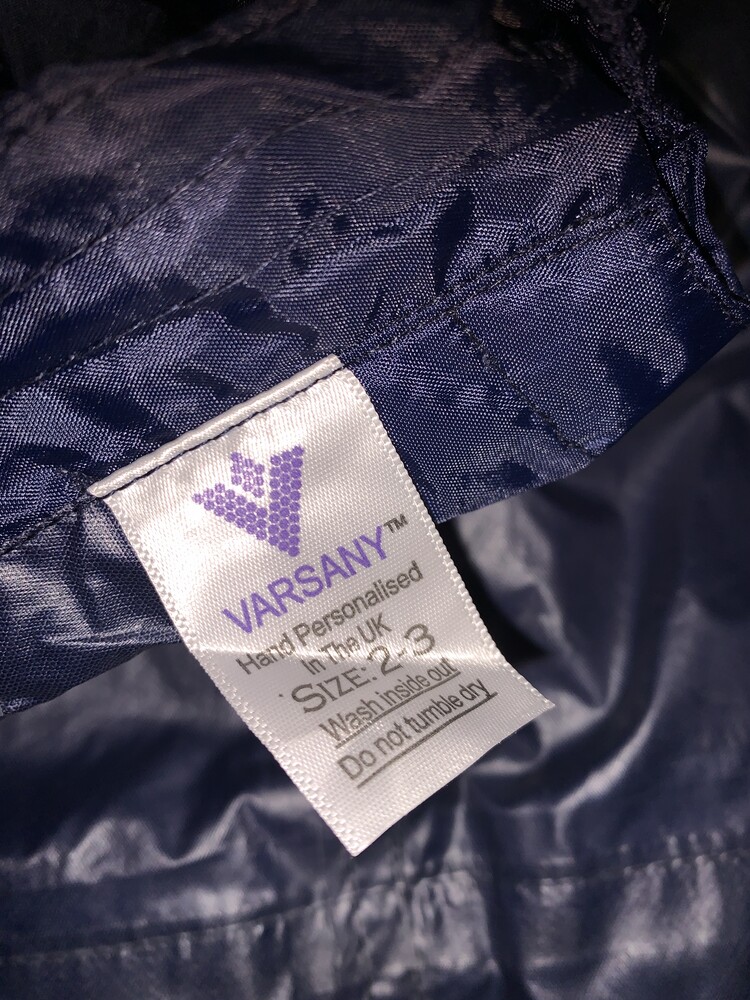 VARSANY™
Hand Personalised
In The UK
SIZE: 2-3
Wash inside out
Do not tumble dry